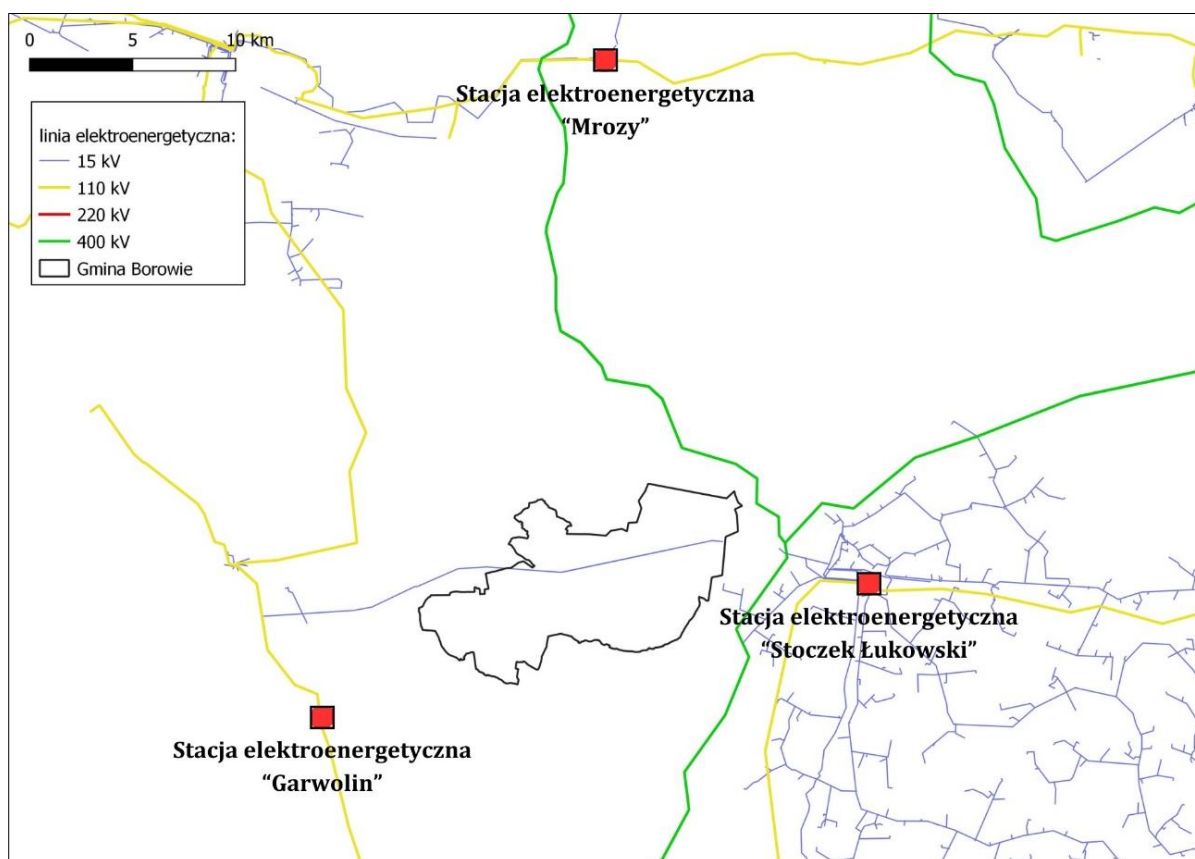 0 5 10 km
linia elektroenergetyczna:
15 kV
110 kV
220 kV
400 kV
Gmina Borowie
Stacja elektroenergetyczna
“Mrozy”
Stacja elektroenergetyczna
“Stoczek Łukowski”
Stacja elektroenergetyczna
“Garwolin”